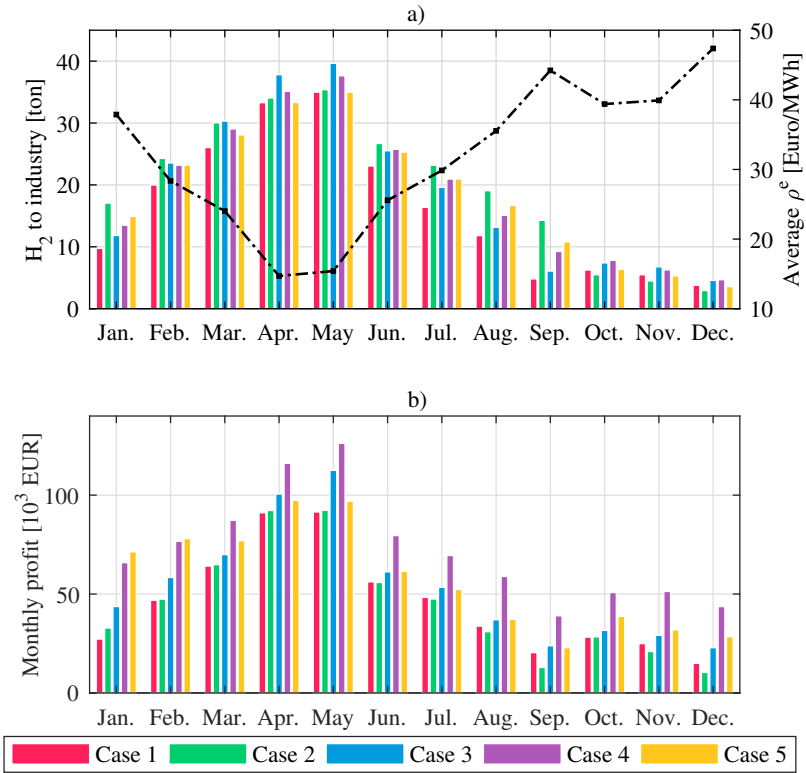 a)
H₂ to industry [ton]
40
30
20
10
0
50
40
30
20
10
Average ρᵉ [Euro/MWh]
Jan. Feb. Mar. Apr. May Jun. Jul. Aug. Sep. Oct. Nov. Dec.
b)
Monthly profit [10³ EUR]
100
50
0
Jan. Feb. Mar. Apr. May Jun. Jul. Aug. Sep. Oct. Nov. Dec.
Case 1 Case 2 Case 3 Case 4 Case 5